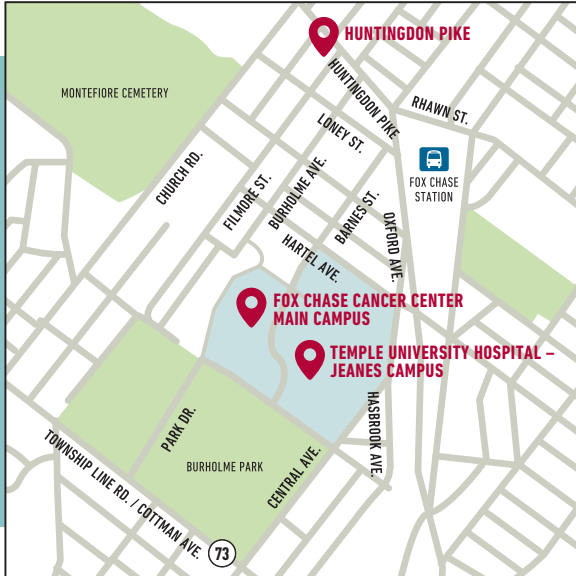 HUNTINGDON PIKE
MONTEFIORE CEMETERY
HUNTINGDON PIKE
RHAWN ST.
LONEY ST.
CHURCH RD.
FOX CHASE
STATION
FILMORE ST.
BURHOLME AVE.
BARNES ST.
OXFORD AVE.
HARTEL AVE.
FOX CHASE CANCER CENTER
MAIN CAMPUS
TEMPLE UNIVERSITY HOSPITAL –
JEANES CAMPUS
HASBROOK AVE.
PARK DR.
BURHOLME PARK
CENTRAL AVE.
TOWNSHIP LINE RD. / COTTMAN AVE.
73